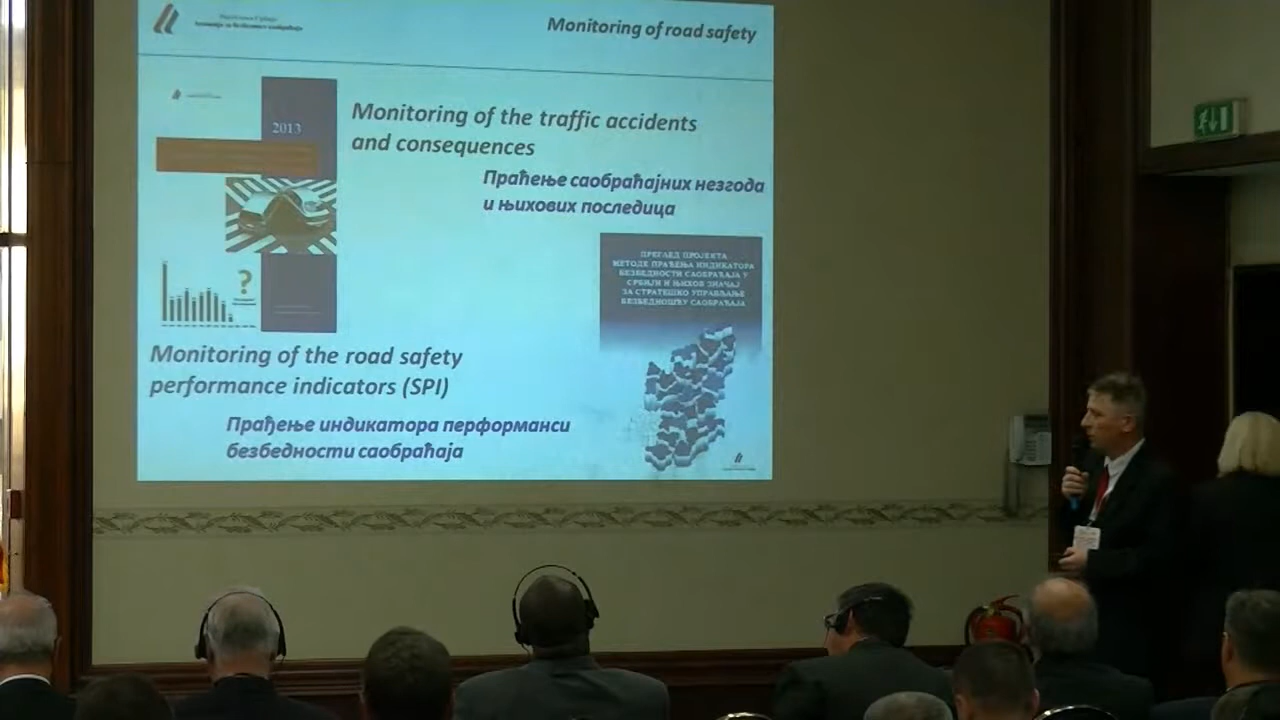 Monitoring of road safety
2013
Monitoring of the traffic accidents
and consequences
Праћење саобраћајних незгода
и њихових последица
ПРЕГЛЕД ПРОЈЕКТА
МЕТОДЕ ПРАЋЕЊА ИНДИКАТОРА
БЕЗБЕДНОСТИ САОБРАЋАЈА У
СРБИЈИ И ЊИХОВ ЗНАЧАЈ
ЗА СТРАТЕШКО УПРАВЉАЊЕ
БЕЗБЕДНОШЋУ САОБРАЋАЈА
?
Monitoring of the road safety
performance indicators (SPI)
Праћење индикатора перформанси
безбедности саобраћаја